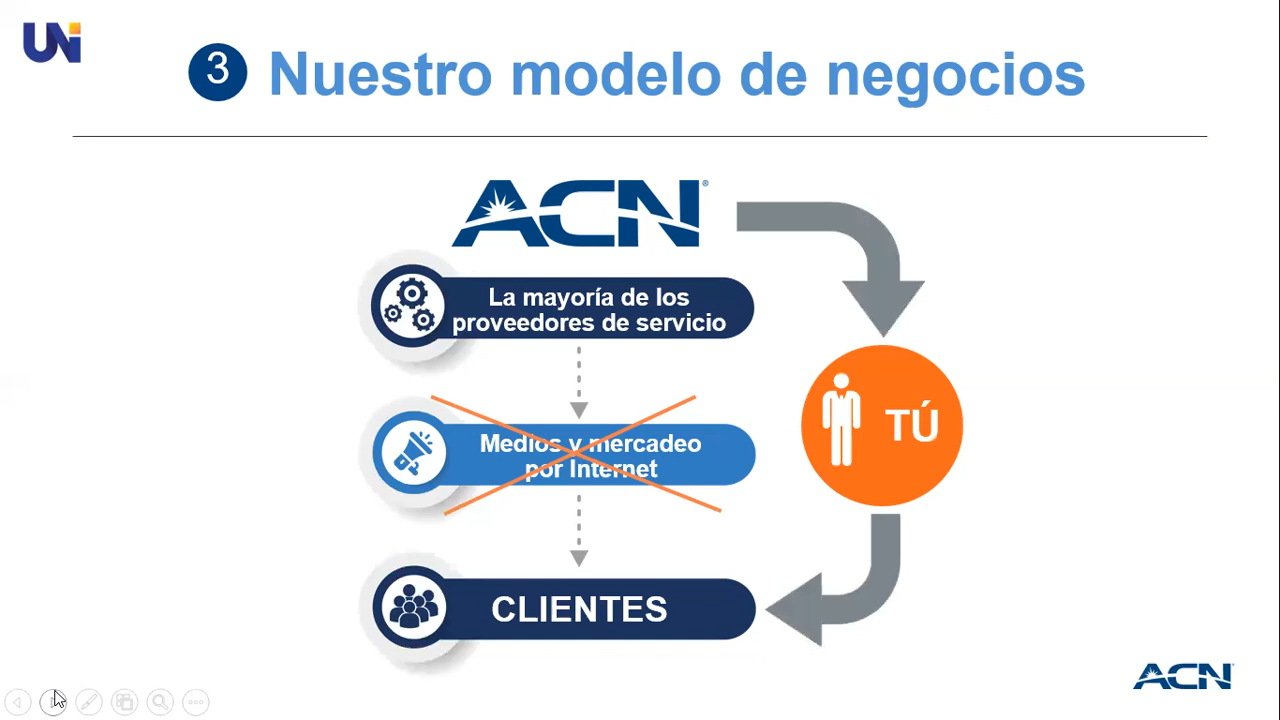 UNi
3 Nuestro modelo de negocios
ACN®
La mayoría de los
proveedores de servicio
Medios y mercadeo
por Internet
TÚ
CLIENTES
ACN